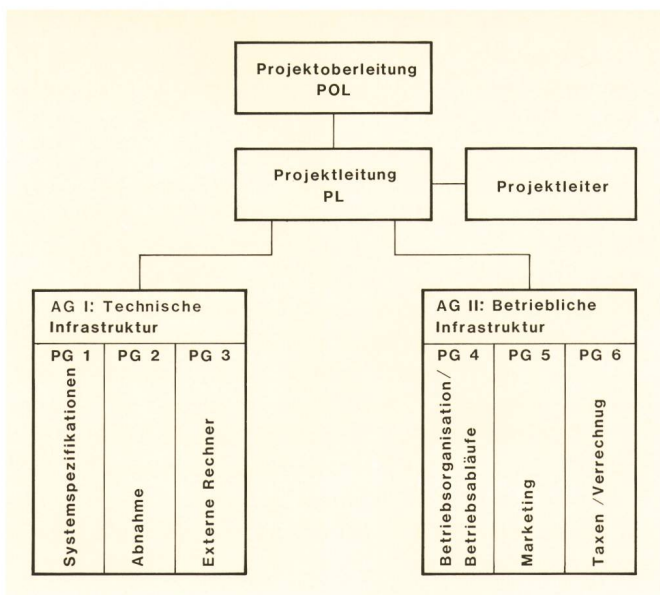 Projektoberleitung
POL
Projektleitung
PL
Projektleiter
AG I: Technische
Infrastruktur
PG 1
Systemspezifikationen
PG 2
Abnahme
PG 3
Externe Rechner
AG II: Betriebliche
Infrastruktur
PG 4
Betriebsorganisation/
Betriebsabläufe
PG 5
Marketing
PG 6
Taxen /Verrechnug